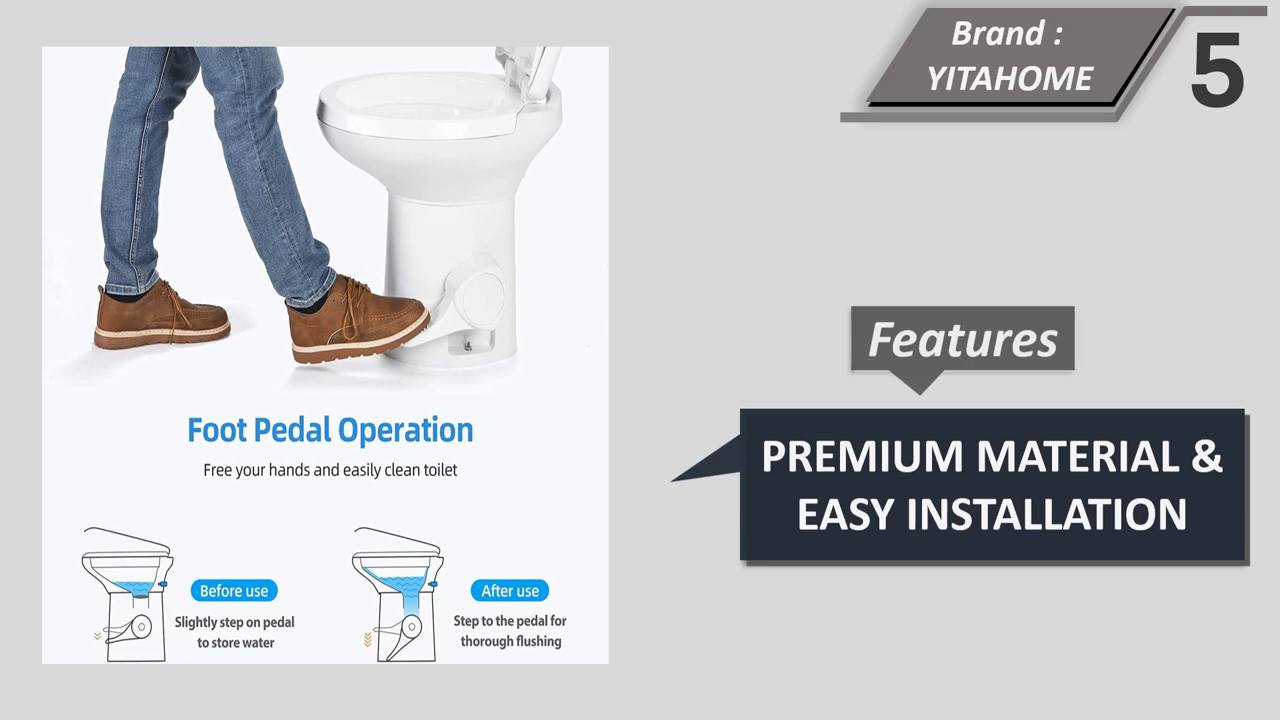 Brand :
YITAHOME
5
Foot Pedal Operation
Free your hands and easily clean toilet
Before use
Slightly step on pedal
to store water
After use
Step to the pedal for
thorough flushing
Features
PREMIUM MATERIAL &
EASY INSTALLATION